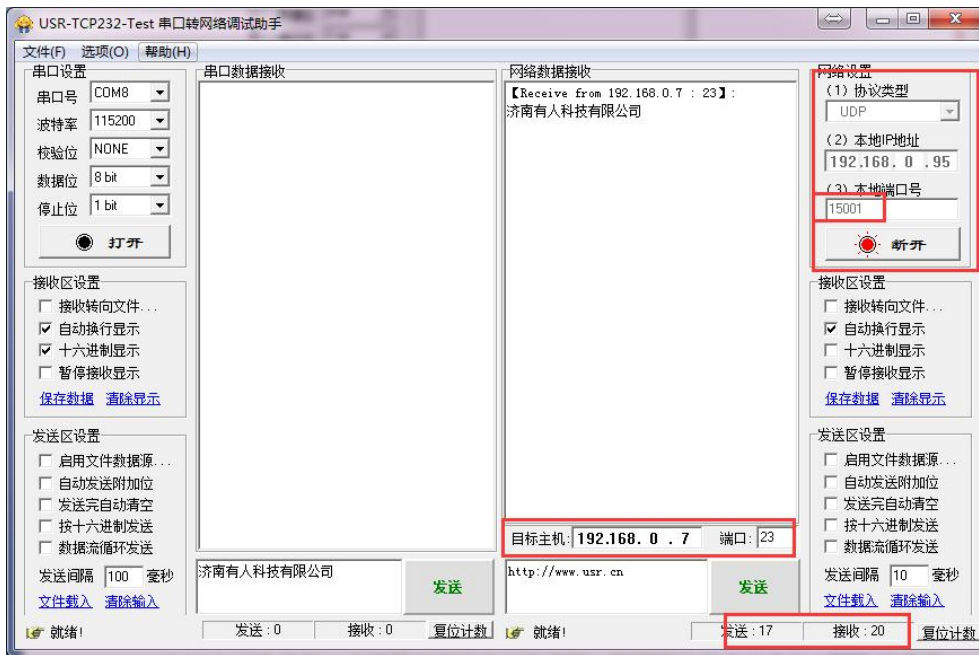 USR-TCP232-Test 串口转网络调试助手
文件(F) 选项(O) 帮助(H)
串口设置
串口号 COM8
波特率 115200
校验位 NONE
数据位 8 bit
停止位 1 bit
打开
接收区设置
接收转向文件...
自动换行显示
十六进制显示
暂停接收显示
保存数据 清除显示
发送区设置
启用文件数据源...
自动发送附加位
发送完自动清空
按十六进制发送
数据流循环发送
发送间隔 100 毫秒
文件载入 清除输入
就绪!
串口数据接收
济南有人科技有限公司
发送
发送:0 接收:0 复位计数
网络数据接收
【Receive from 192.168.0.7 : 23】:
济南有人科技有限公司
目标主机: 192.168. 0 . 7 端口: 23
http://www.usr.cn
发送
就绪!
发送:17 接收:20 复位计数
网络设置
(1) 协议类型
UDP
(2) 本地IP地址
192.168. 0 .95
(3) 本地端口号
15001
断开
接收区设置
接收转向文件...
自动换行显示
十六进制显示
暂停接收显示
保存数据 清除显示
发送区设置
启用文件数据源...
自动发送附加位
发送完自动清空
按十六进制发送
数据流循环发送
发送间隔 10 毫秒
文件载入 清除输入